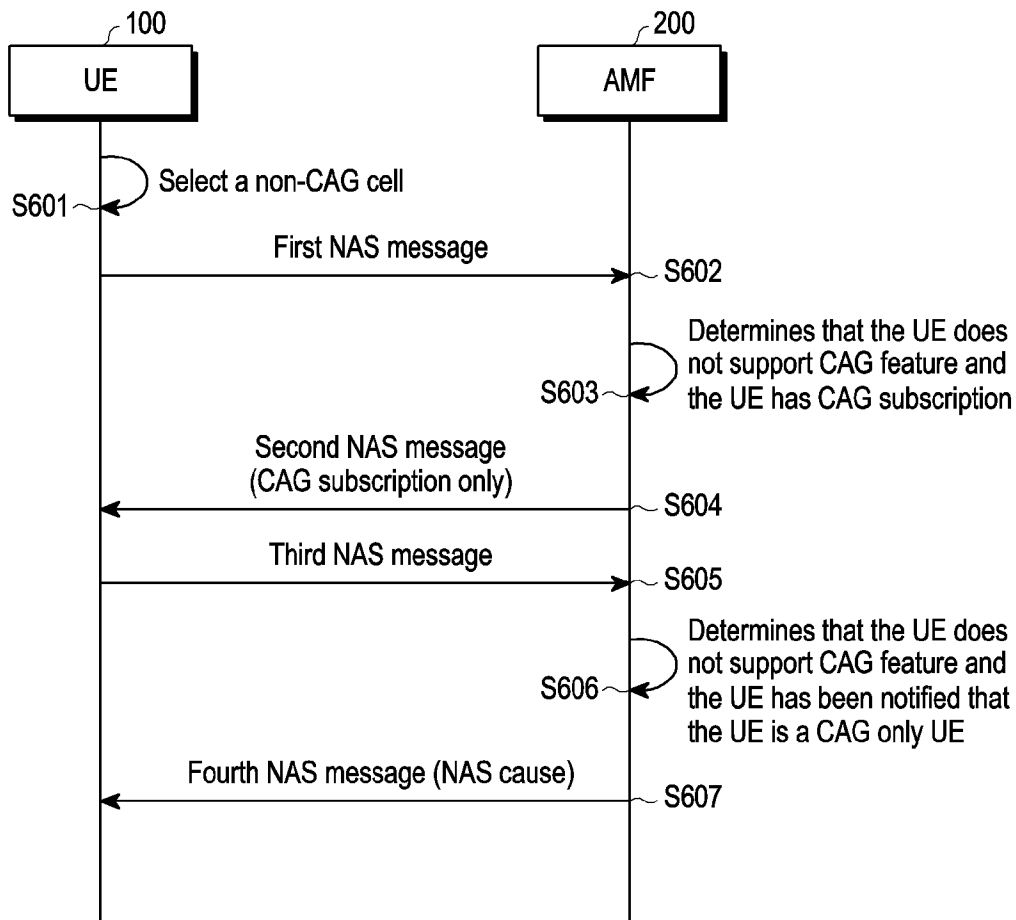 100
200
UE
AMF
Select a non-CAG cell
S601
First NAS message
S602
Determines that the UE does
not support CAG feature and
the UE has CAG subscription
S603
Second NAS message
(CAG subscription only)
S604
Third NAS message
S605
Determines that the UE does
not support CAG feature and
the UE has been notified that
the UE is a CAG only UE
S606
Fourth NAS message (NAS cause)
S607